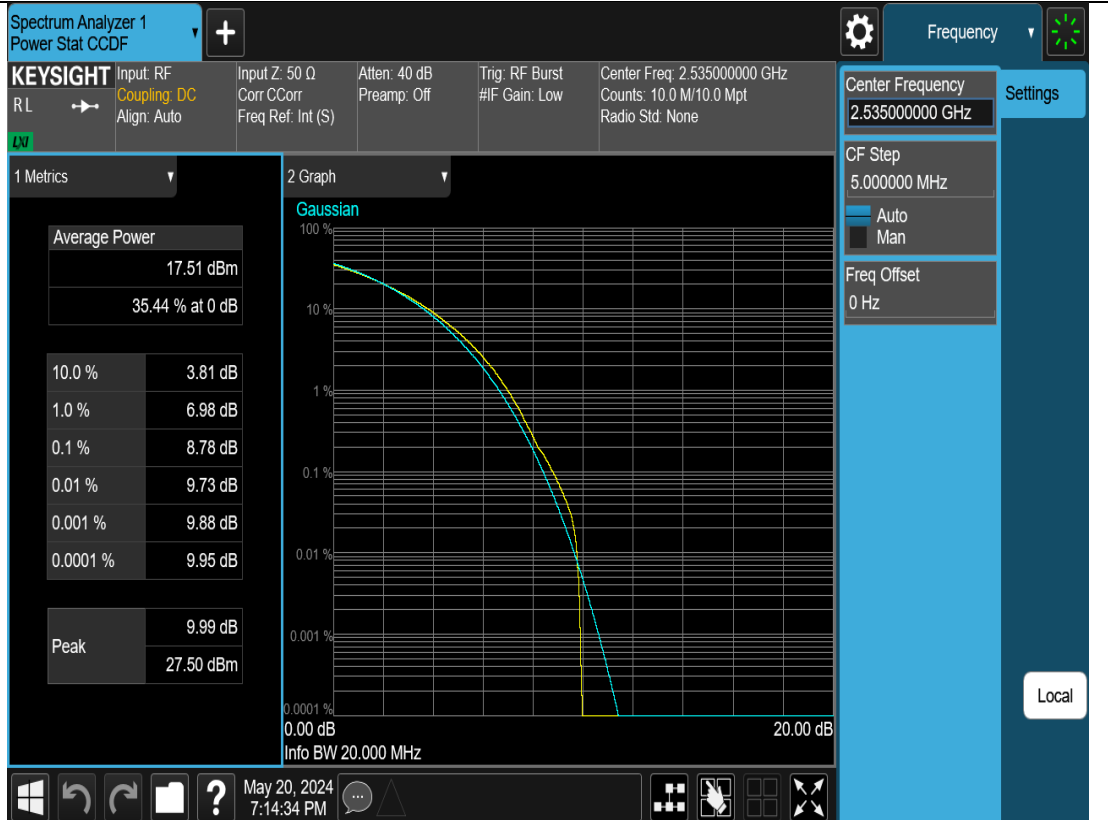 Spectrum Analyzer 1
Power Stat CCDF
+
Frequency
KEYSIGHT
R L
LXI
Input: RF
Coupling: DC
Align: Auto
Input Z: 50 Ω
Corr CCorr
Freq Ref: Int (S)
Atten: 40 dB
Preamp: Off
Trig: RF Burst
#IF Gain: Low
Center Freq: 2.535000000 GHz
Counts: 10.0 M/10.0 Mpt
Radio Std: None
Center Frequency
2.535000000 GHz
Settings
CF Step
5.000000 MHz
Auto
Man
Freq Offset
0 Hz
Local
1 Metrics
Average Power
17.51 dBm
35.44 % at 0 dB
10.0 % 3.81 dB
1.0 % 6.98 dB
0.1 % 8.78 dB
0.01 % 9.73 dB
0.001 % 9.88 dB
0.0001 % 9.95 dB
Peak
9.99 dB
27.50 dBm
2 Graph
Gaussian
100 %
10 %
1 %
0.1 %
0.01 %
0.001 %
0.0001 %
0.00 dB 20.00 dB
Info BW 20.000 MHz
?
May 20, 2024
7:14:34 PM